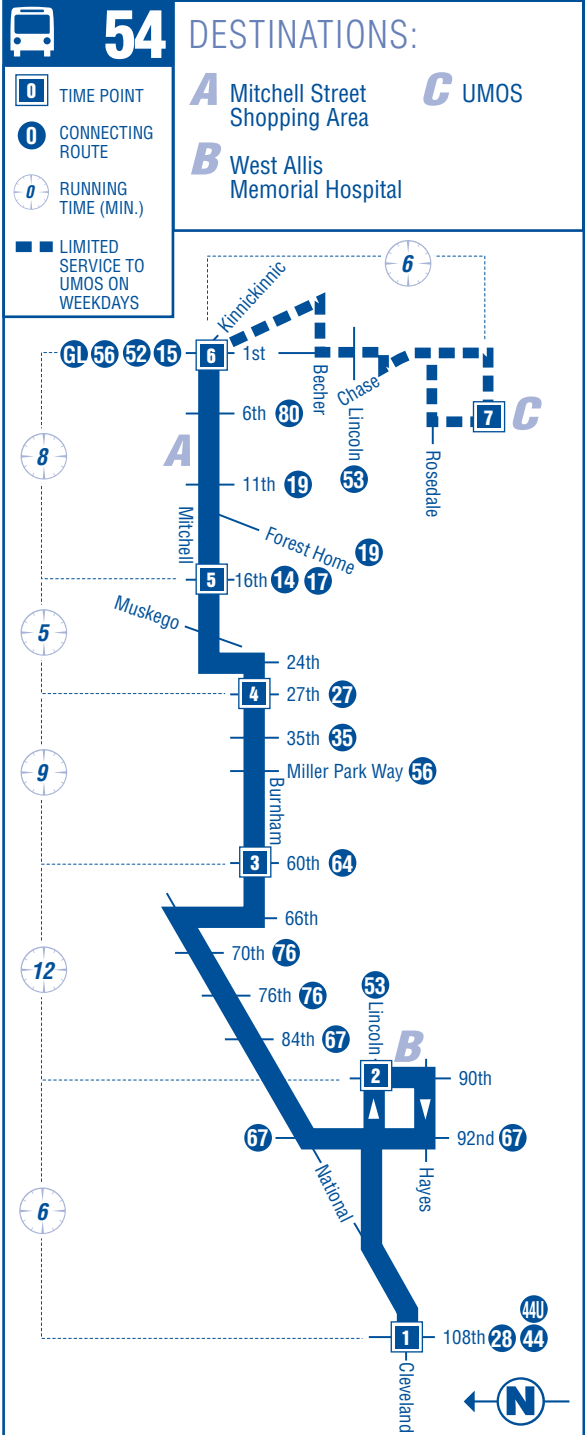 54
DESTINATIONS:
0 TIME POINT
0 CONNECTING
ROUTE
0 RUNNING
TIME (MIN.)
LIMITED
SERVICE TO
UMOS ON
WEEKDAYS
A Mitchell Street
Shopping Area
B West Allis
Memorial Hospital
C UMOS
6
Kinnickinnic
GL 56 52 15 6 1st
Becher
Chase
Lincoln
53
7 C
Rosedale
6th 80
A
8
11th 19
Mitchell
Forest Home 19
5 16th 14 17
Muskego
5
24th
4 27th 27
35th 35
9
Miller Park Way 56
Burnham
3 60th 64
66th
70th 76
12
76th 76
53
84th 67
Lincoln
B
2 90th
67 92nd 67
National
Hayes
6
44U
1 108th 28 44
Cleveland
N